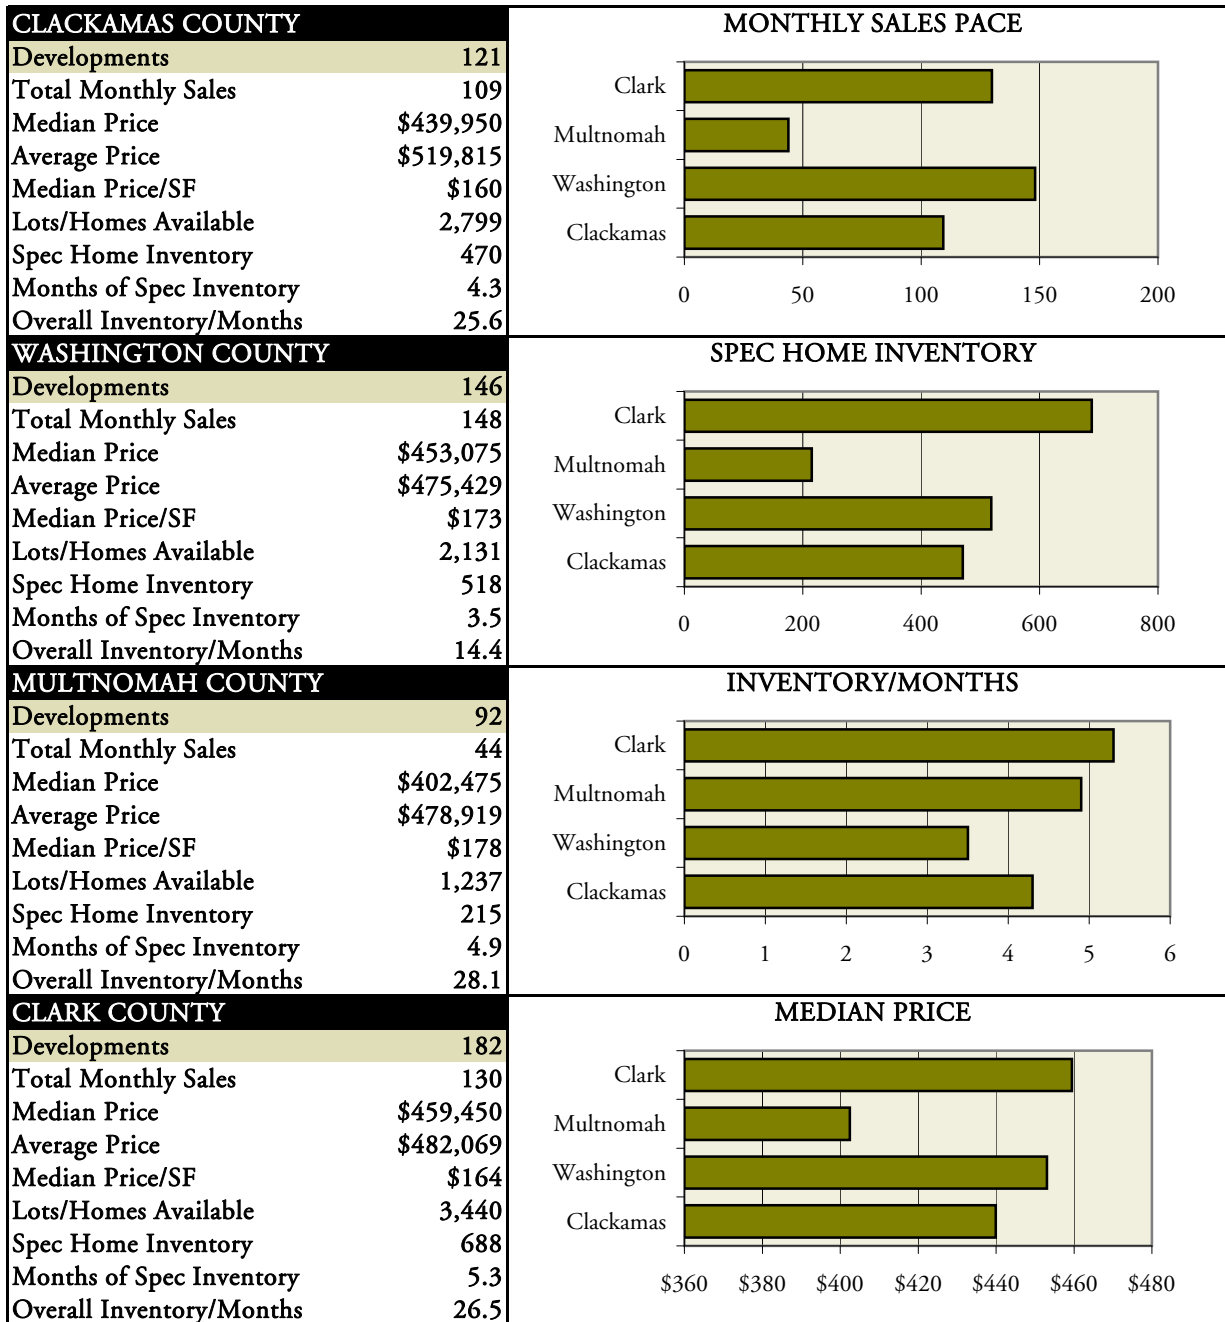 CLACKAMAS COUNTY
Developments 121
Total Monthly Sales 109
Median Price $439,950
Average Price $519,815
Median Price/SF $160
Lots/Homes Available 2,799
Spec Home Inventory 470
Months of Spec Inventory 4.3
Overall Inventory/Months 25.6
MONTHLY SALES PACE
Clark
Multnomah
Washington
Clackamas
0 50 100 150 200
WASHINGTON COUNTY
Developments 146
Total Monthly Sales 148
Median Price $453,075
Average Price $475,429
Median Price/SF $173
Lots/Homes Available 2,131
Spec Home Inventory 518
Months of Spec Inventory 3.5
Overall Inventory/Months 14.4
SPEC HOME INVENTORY
Clark
Multnomah
Washington
Clackamas
0 200 400 600 800
MULTNOMAH COUNTY
Developments 92
Total Monthly Sales 44
Median Price $402,475
Average Price $478,919
Median Price/SF $178
Lots/Homes Available 1,237
Spec Home Inventory 215
Months of Spec Inventory 4.9
Overall Inventory/Months 28.1
INVENTORY/MONTHS
Clark
Multnomah
Washington
Clackamas
0 1 2 3 4 5 6
CLARK COUNTY
Developments 182
Total Monthly Sales 130
Median Price $459,450
Average Price $482,069
Median Price/SF $164
Lots/Homes Available 3,440
Spec Home Inventory 688
Months of Spec Inventory 5.3
Overall Inventory/Months 26.5
MEDIAN PRICE
Clark
Multnomah
Washington
Clackamas
$360 $380 $400 $420 $440 $460 $480